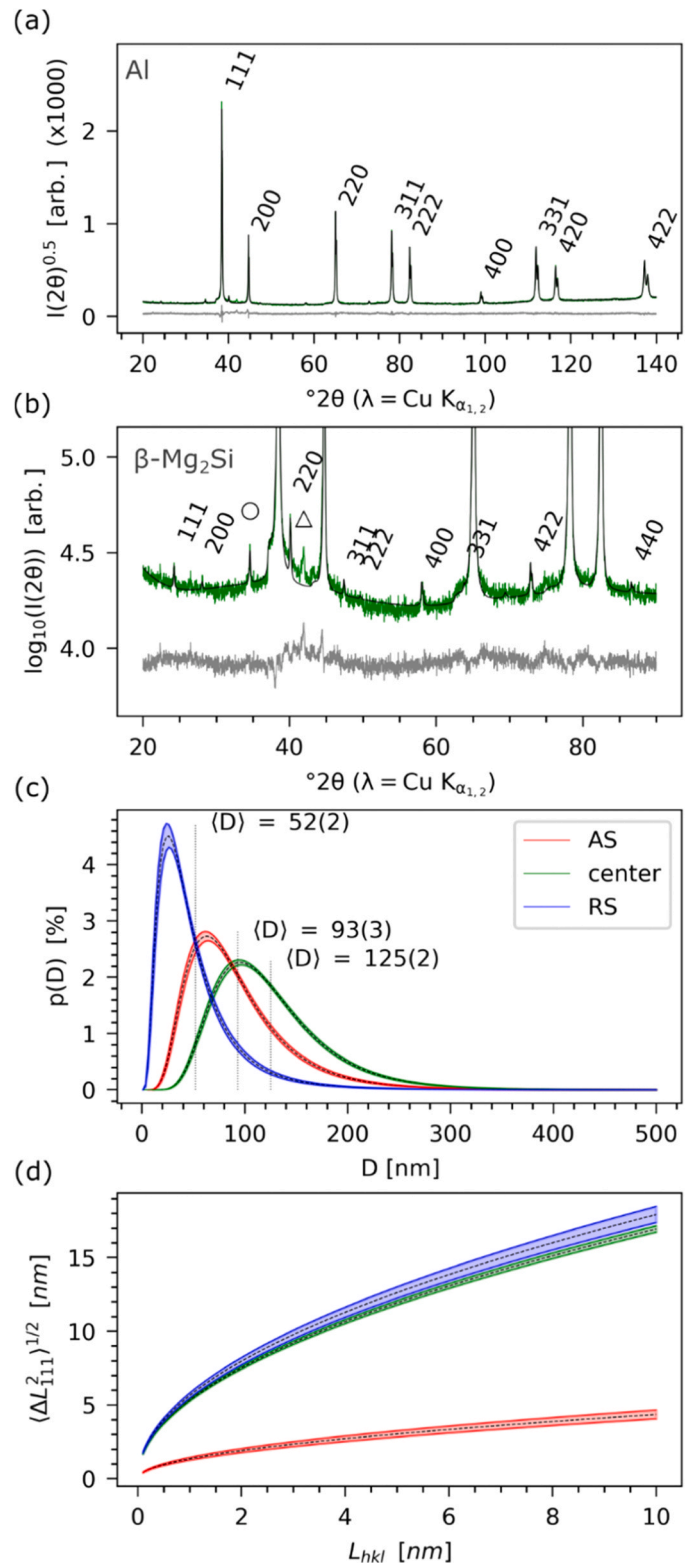 (a)
Al
111
200
220
311
222
400
331
420
422
I(2θ)^0.5 [arb.] (x1000)
2
1
0
20 40 60 80 100 120 140
°2θ (λ = Cu Kα1,2)
(b)
β-Mg2Si
111
200
220
311
222
400
331
422
440
log10(I(2θ)) [arb.]
5.0
4.5
4.0
20 40 60 80
°2θ (λ = Cu Kα1,2)
(c)
⟨D⟩ = 52(2)
⟨D⟩ = 93(3)
⟨D⟩ = 125(2)
AS
center
RS
p(D) [%]
4
3
2
1
0
0 100 200 300 400 500
D [nm]
(d)
⟨ΔL²111⟩^1/2 [nm]
15
10
5
0
0 2 4 6 8 10
Lhkl [nm]